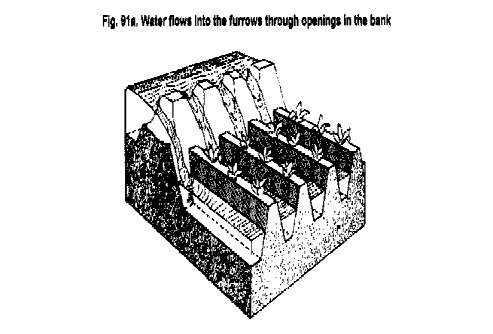 Fig. 91a. Water flows into the furrows through openings in the bank